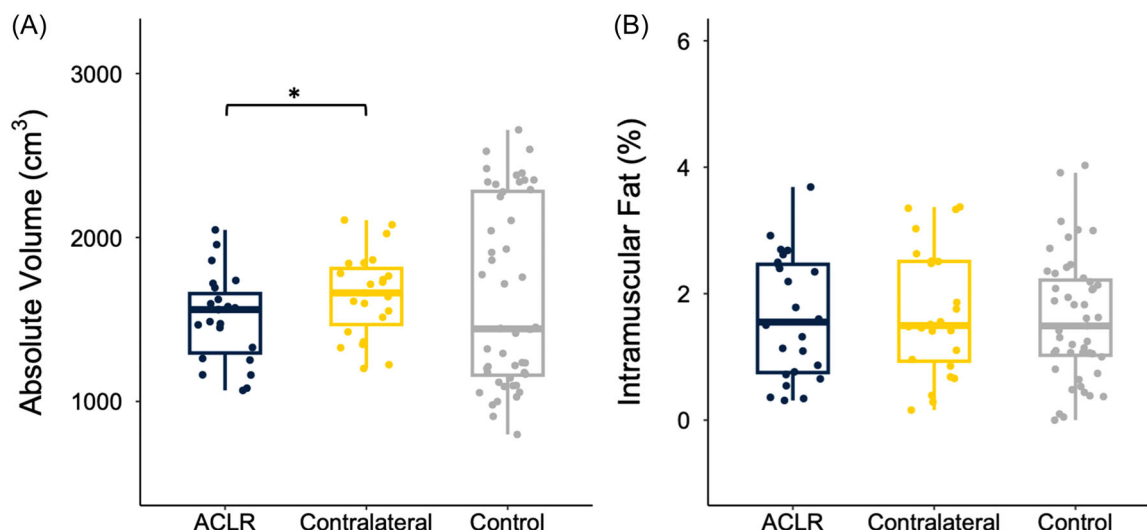 (A)
Absolute Volume (cm³)
3000
2000
1000
*
ACLR Contralateral Control
(B)
Intramuscular Fat (%)
6
4
2
0
ACLR Contralateral Control